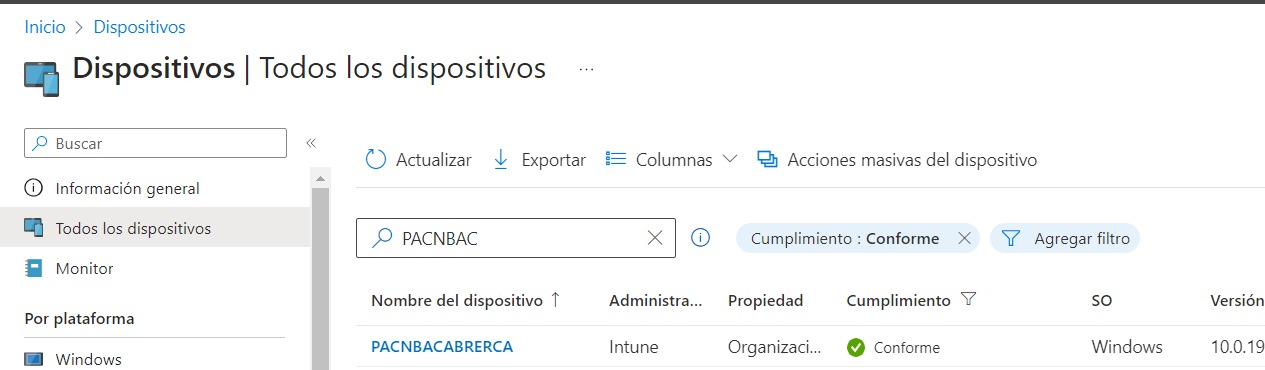 Inicio > Dispositivos
Dispositivos | Todos los dispositivos ...
Buscar «
Actualizar Exportar Columnas Acciones masivas del dispositivo
Información general
Todos los dispositivos
PACNBAC Cumplimiento : Conforme Agregar filtro
Monitor
Nombre del dispositivo ↑ Administra... Propiedad Cumplimiento SO Versión
Por plataforma
PACNBACABRERCA Intune Organizaci... Conforme Windows 10.0.19
Windows